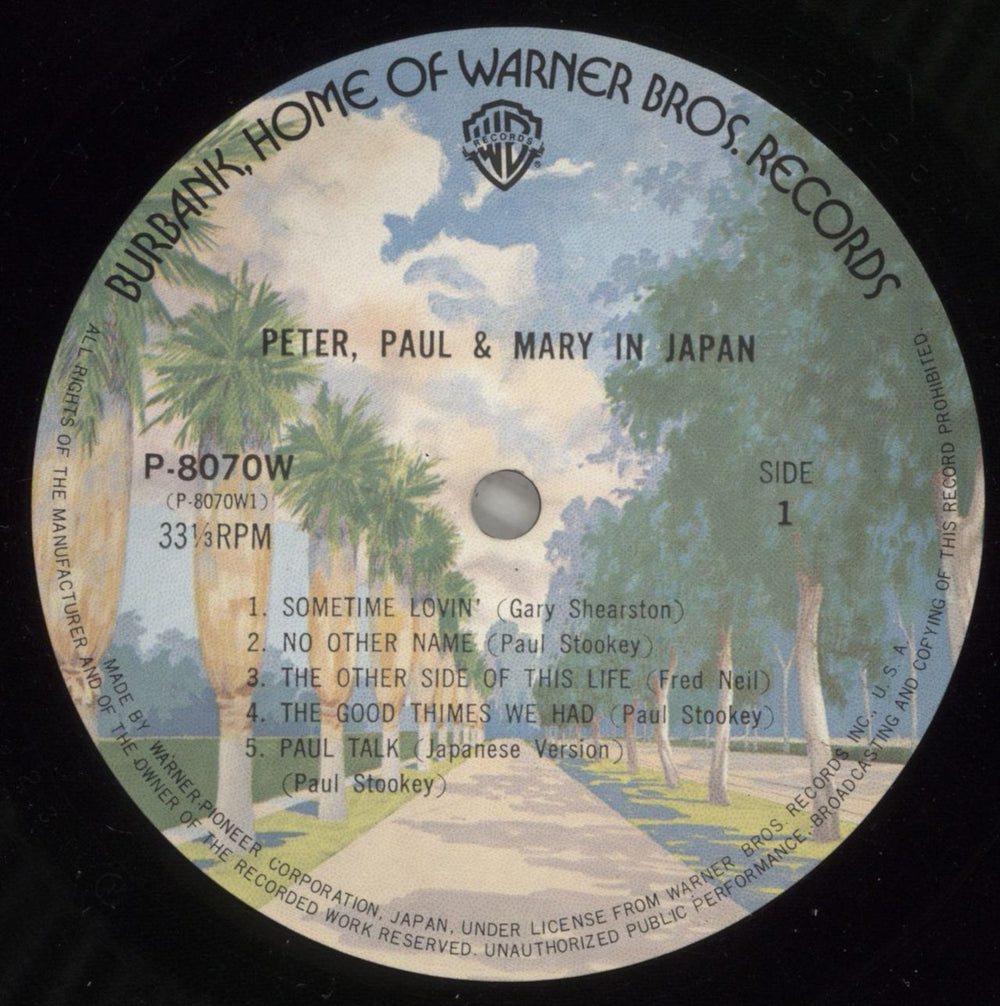 BURBANK, HOME OF WARNER BROS. RECORDS
WB
RECORDS
®
PETER, PAUL & MARY IN JAPAN
P-8070W
(P-8070W1)
33⅓RPM
SIDE
1
1. SOMETIME LOVIN' (Gary Shearston)
2. NO OTHER NAME (Paul Stookey)
3. THE OTHER SIDE OF THIS LIFE (Fred Neil)
4. THE GOOD THIMES WE HAD (Paul Stookey)
5. PAUL TALK (Japanese Version)
(Paul Stookey)
MADE BY WARNER-PIONEER CORPORATION, JAPAN, UNDER LICENSE FROM WARNER BROS. RECORDS INC., U.S.A.
ALL RIGHTS OF THE MANUFACTURER AND OF THE OWNER OF THE RECORDED WORK RESERVED. UNAUTHORIZED PUBLIC PERFORMANCE, BROADCASTING AND COPYING OF THIS RECORD PROHIBITED